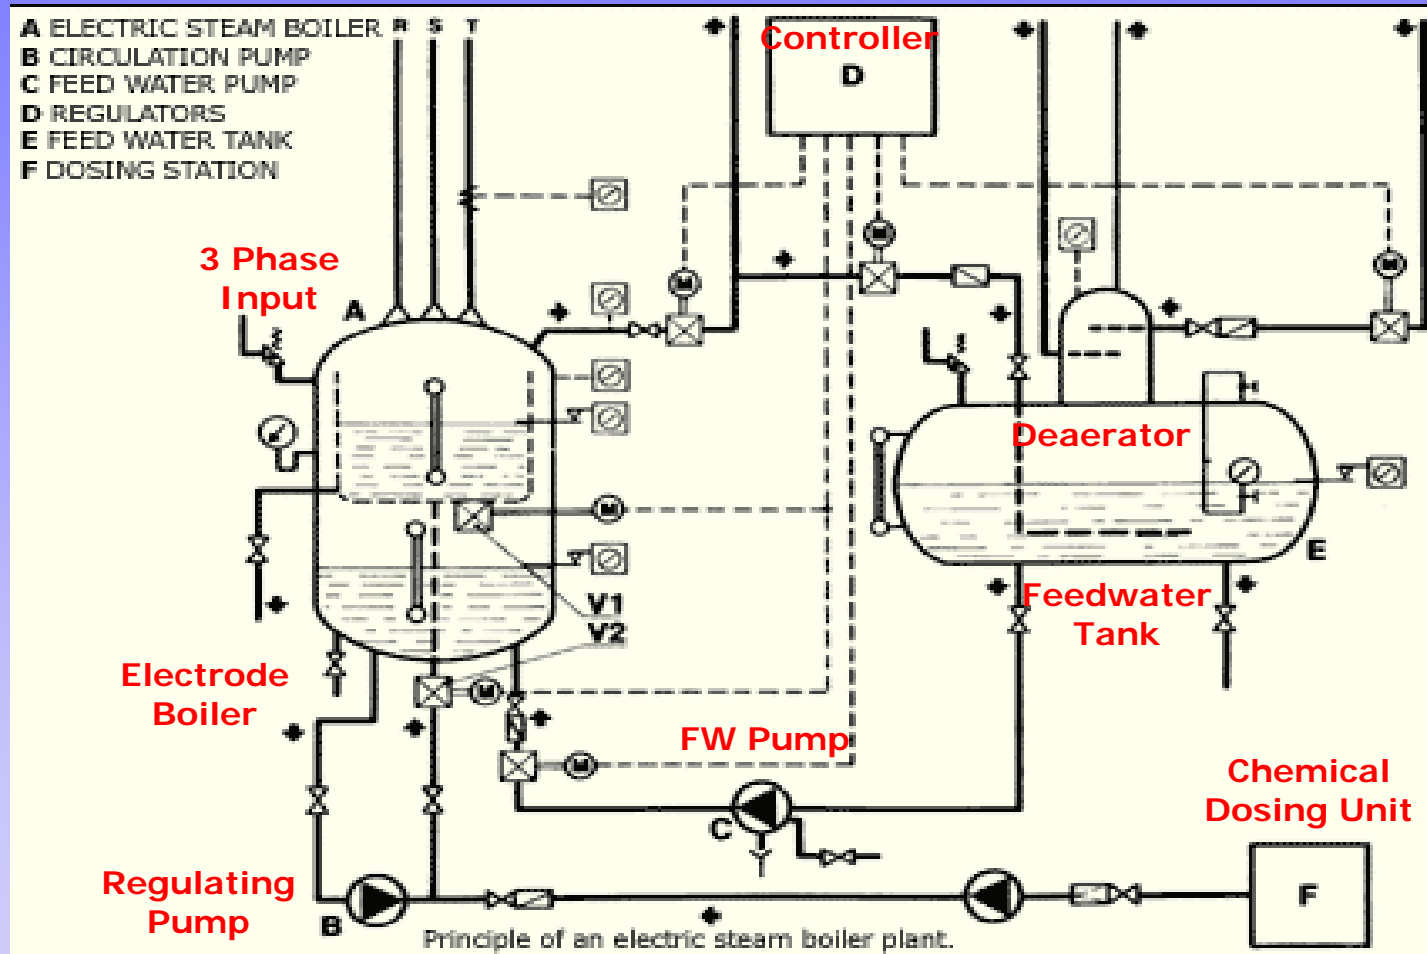 A ELECTRIC STEAM BOILER
B CIRCULATION PUMP
C FEED WATER PUMP
D REGULATORS
E FEED WATER TANK
F DOSING STATION
R S T
Controller
D
3 Phase
Input
A
M
M
M
Deaerator
M
E
V1
V2
Feedwater
Tank
Electrode
Boiler
M
FW Pump
M
Chemical
Dosing Unit
C
Regulating
Pump
B
F
Principle of an electric steam boiler plant.